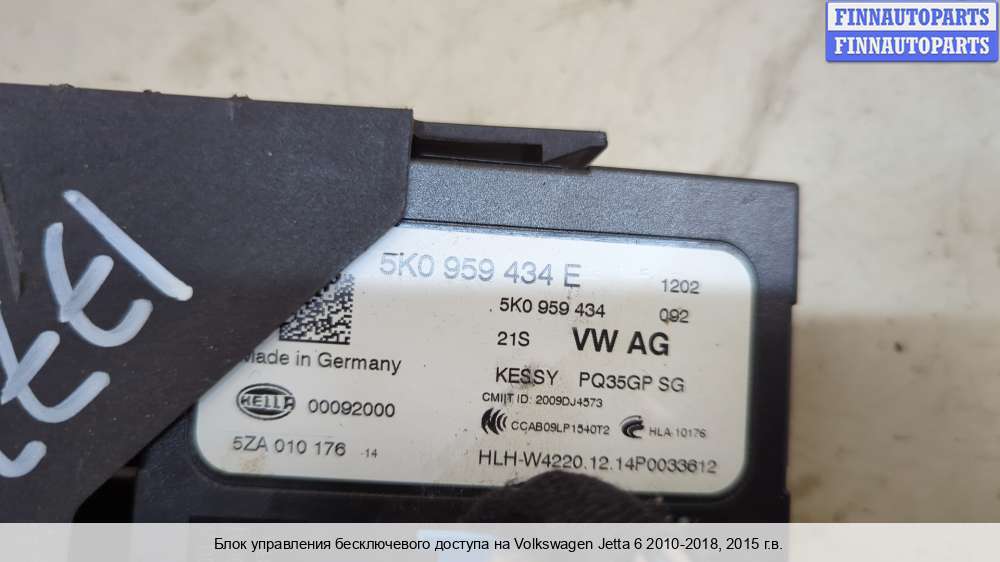 FINNAUTOPARTS
FINNAUTOPARTS
5K0 959 434 E
1202
5K0 959 434
092
21S
VW AG
Made in Germany
KESSY PQ35GP SG
CMIIT ID: 2009DJ4573
HELLA
00092000
CCAB09LP1540T2
HLA-10176
5ZA 010 176 -14
HLH-W4220.12.14P0033612
Блок управления бесключевого доступа на Volkswagen Jetta 6 2010-2018, 2015 г.в.